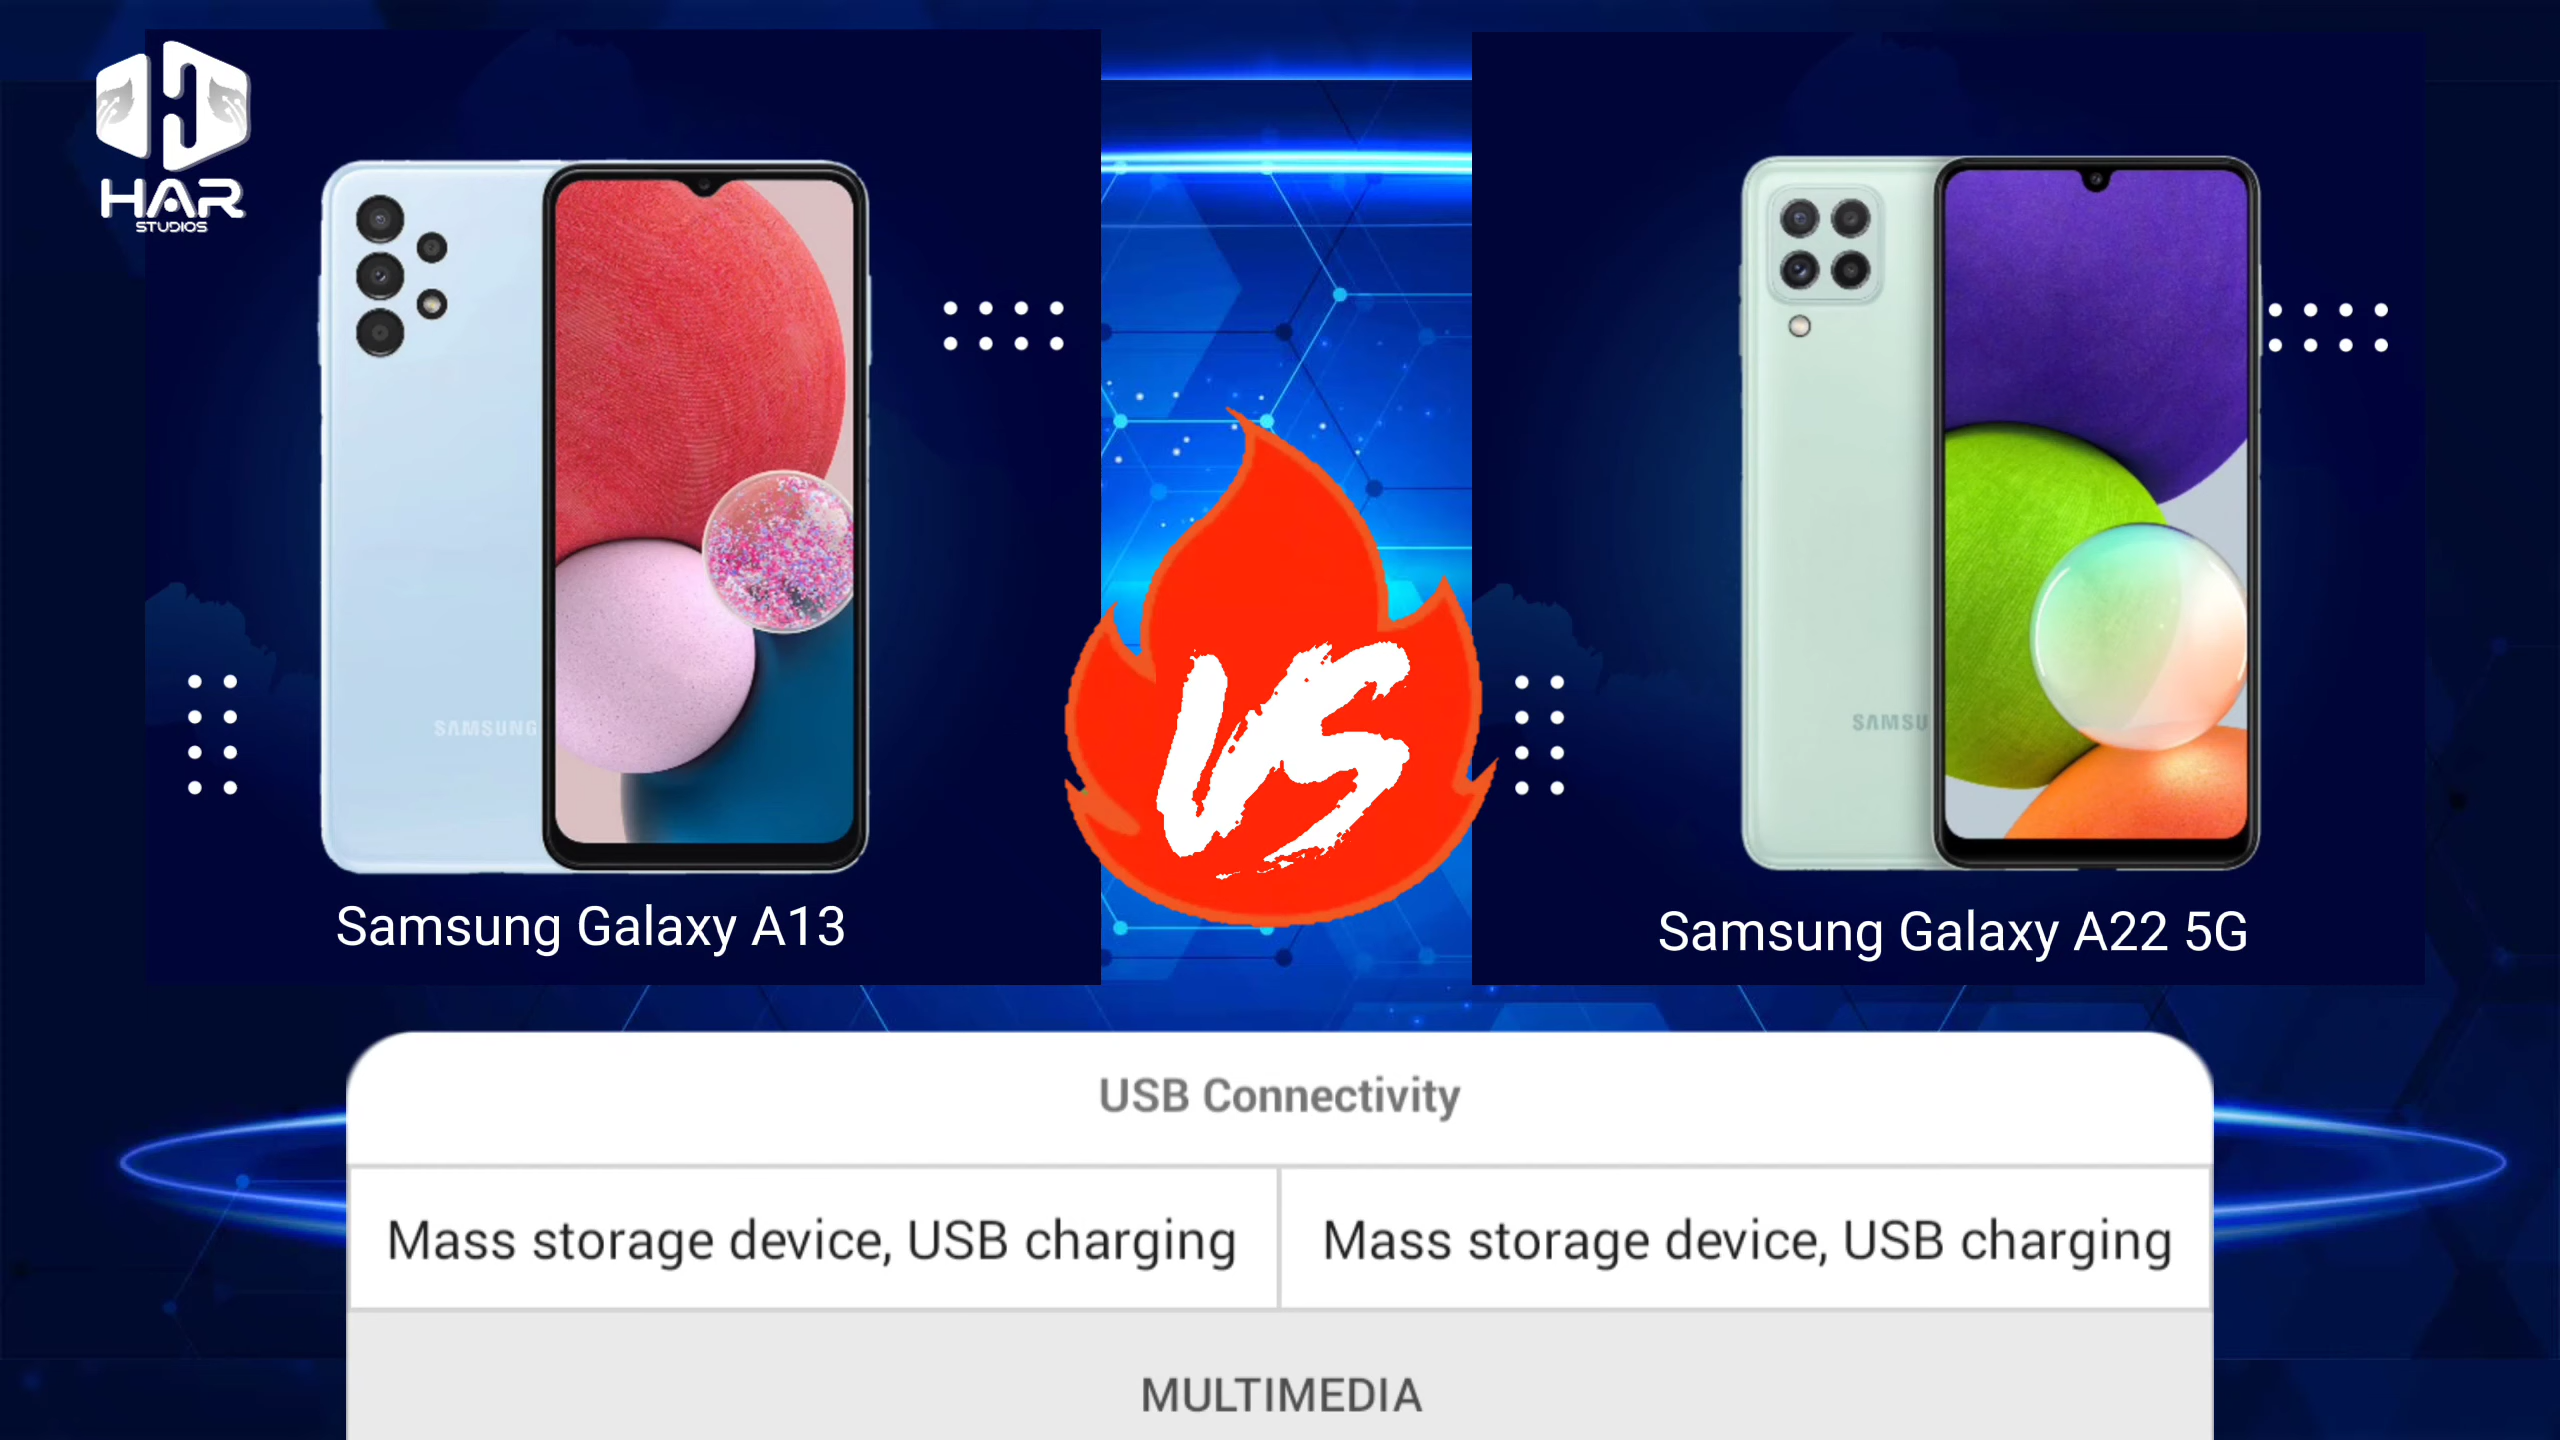 HAR
STUDIOS
SAMSUNG
Samsung Galaxy A13
VS
SAMSU
Samsung Galaxy A22 5G
USB Connectivity
Mass storage device, USB charging
Mass storage device, USB charging
MULTIMEDIA